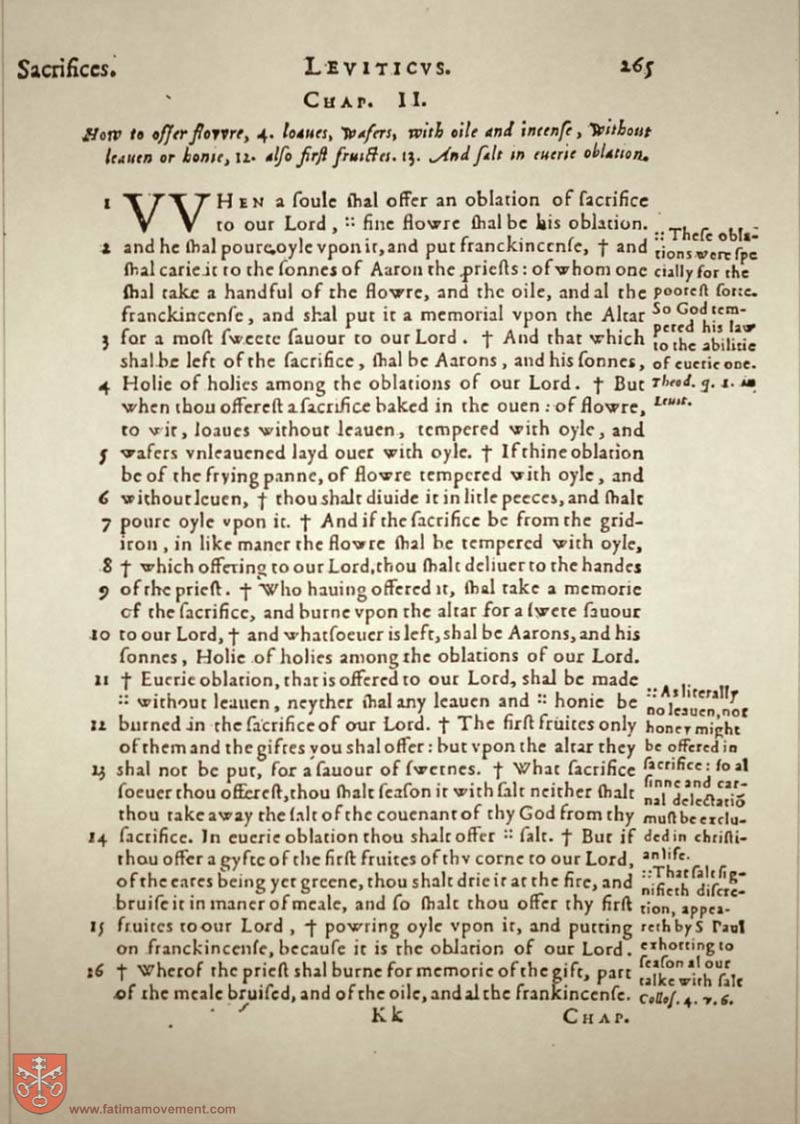 Sacrifices. LEVITICVS. 265
CHAP. II.
How to offer flovvre, 4. loaues, wafers, with oile and incense, without
leauen or honie, 12. also first fruictes. 13. And salt in euerie oblation.
1 VVHEN a soule shal offer an oblation of sacrifice
to our Lord, :: fine flowre shal be his oblation.
2 and he shal poure oyle vpon it, and put franckincense, † and
shal carie it to the sonnes of Aaron the priests: of whom one
shal take a handful of the flowre, and the oile, and al the
franckincense, and shal put it a memorial vpon the Altar
3 for a most sweete sauour to our Lord. † And that which
shal be left of the sacrifice, shal be Aarons, and his sonnes,
4 Holie of holies among the oblations of our Lord. † But
when thou offerest a sacrifice baked in the ouen: of flowre,
to wit, loaues without leauen, tempered with oyle, and
5 wafers vnleauened layd ouer with oyle. † If thine oblation
be of the frying panne, of flowre tempered with oyle, and
6 without leuen, † thou shalt diuide it in litle peeces, and shalt
7 poure oyle vpon it. † And if the sacrifice be from the grid-
iron, in like maner the flowre shal be tempered with oyle,
8 † which offering to our Lord, thou shalt deliuer to the handes
9 of the priest. † Who hauing offered it, shal take a memorie
of the sacrifice, and burne vpon the altar for a swete sauour
10 to our Lord, † and whatsoeuer is left, shal be Aarons, and his
sonnes, Holie of holies among the oblations of our Lord.
11 † Euerie oblation, that is offered to our Lord, shal be made
:: without leauen, neyther shal any leauen and :: honie be
12 burned in the sacrifice of our Lord. † The first fruites only
of them and the giftes you shal offer: but vpon the altar they
13 shal not be put, for a sauour of swetnes. † What sacrifice
soeuer thou offerest, thou shalt season it with salt neither shalt
thou take away the salt of the couenant of thy God from thy
14 sacrifice. In euerie oblation thou shalt offer :: salt. † But if
thou offer a gyfte of the first fruites of thy corne to our Lord,
of the eares being yet greene, thou shalt drie it at the fire, and
bruise it in maner of meale, and so shalt thou offer thy first
15 fruites to our Lord, † powring oyle vpon it, and putting
on franckincense, because it is the oblation of our Lord.
16 † Wherof the priest shal burne for memorie of the gift, part
of the meale bruised, and of the oile, and al the frankincense.
:: These obla-
tions were spe
cially for the
poorest sorte.
So God tem-
pered his law
to the abilitie
of euerie one.
Theod. q. 1. in
Leuit.
:: As literally
no leauen, not
honey might
be offered in
sacrifice: so al
sinne and car-
nal delectatiō
must be exclu-
ded in christi-
an life.
:: That salt sig-
nifieth discre-
tion, appea-
reth by S Paul
exhorting to
season al our
talke with salt
Colloss. 4. v. 6.
Kk CHAP.
www.fatimamovement.com